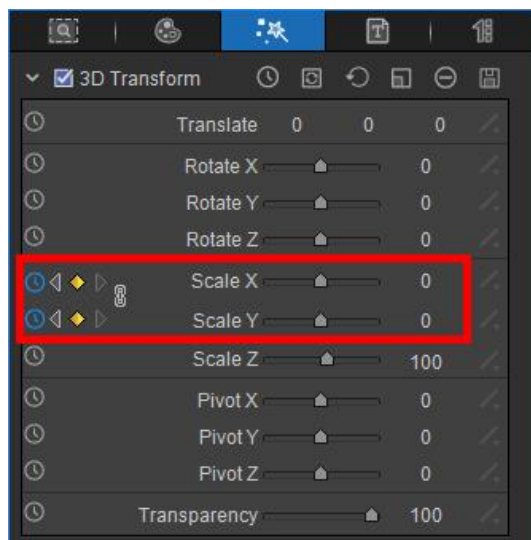 3D Transform
Translate 0 0 0
Rotate X 0
Rotate Y 0
Rotate Z 0
Scale X 0
Scale Y 0
Scale Z 100
Pivot X 0
Pivot Y 0
Pivot Z 0
Transparency 100